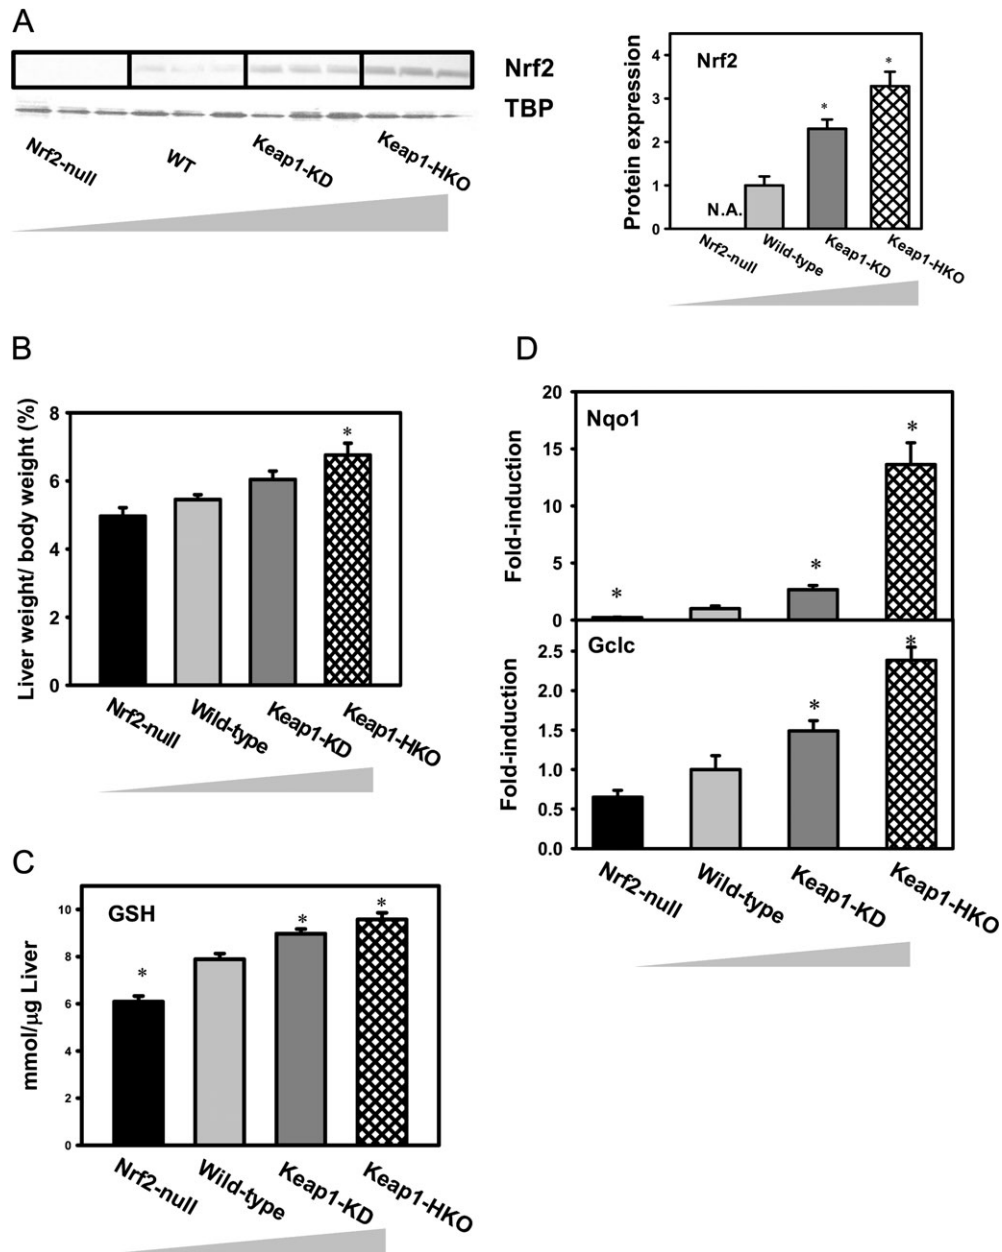 A
Nrf2
TBP
Nrf2-null
WT
Keap1-KD
Keap1-HKO
Protein expression
4
3
2
1
0
Nrf2
N.A.
*
*
Nrf2-null
Wild-type
Keap1-KD
Keap1-HKO
B
Liver weight/ body weight (%)
8
6
4
2
0
*
Nrf2-null
Wild-type
Keap1-KD
Keap1-HKO
D
Fold-induction
20
15
10
5
0
Nqo1
*
*
*
Fold-induction
2.5
2.0
1.5
1.0
0.5
0.0
Gclc
*
*
Nrf2-null
Wild-type
Keap1-KD
Keap1-HKO
C
mmol/µg Liver
10
8
6
4
2
0
GSH
*
*
*
Nrf2-null
Wild-type
Keap1-KD
Keap1-HKO